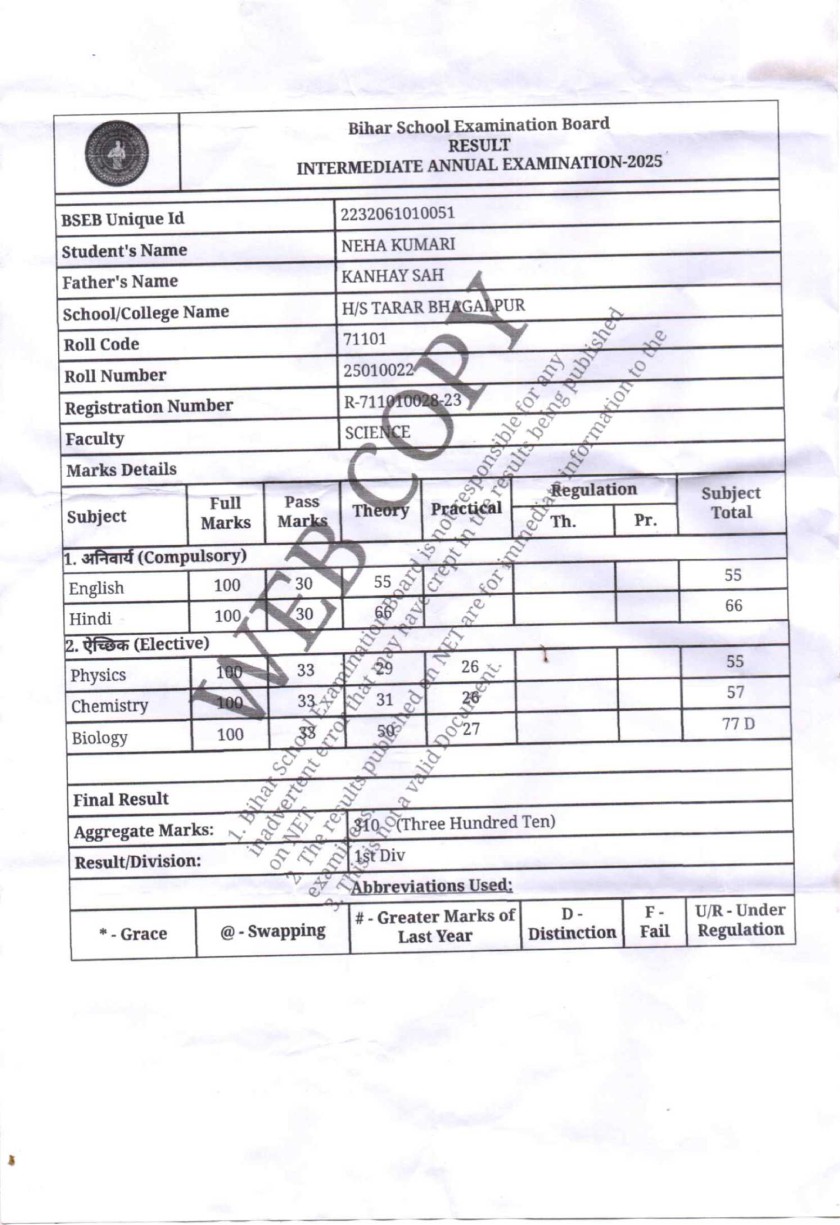 Bihar School Examination Board
RESULT
INTERMEDIATE ANNUAL EXAMINATION-2025
BSEB Unique Id 2232061010051
Student's Name NEHA KUMARI
Father's Name KANHAY SAH
School/College Name H/S TARAR BHAGALPUR
Roll Code 71101
Roll Number 25010022
Registration Number R-711010028-23
Faculty SCIENCE
Marks Details
Subject Full Marks Pass Marks Theory Practical Regulation Th. Pr. Subject Total
1. अनिवार्य (Compulsory)
English 100 30 55 55
Hindi 100 30 66 66
2. ऐच्छिक (Elective)
Physics 100 33 29 26 55
Chemistry 100 33 31 26 57
Biology 100 33 50 27 77 D
Final Result
Aggregate Marks: 310 (Three Hundred Ten)
Result/Division: 1st Div
Abbreviations Used:
* - Grace @ - Swapping # - Greater Marks of Last Year D - Distinction F - Fail U/R - Under Regulation
WEB COPY
1. Bihar School Examination Board is not responsible for any
inadvertent error that may have crept in the results being published
on NET
2. The results published on NET are for immediate information to the
examinees.
3. This is not a valid Document.